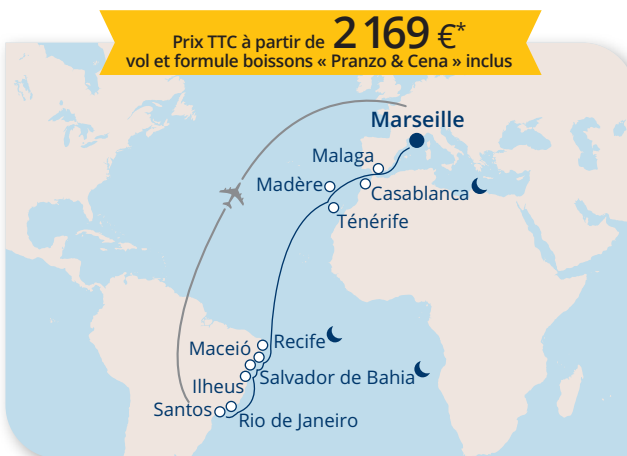 Prix TTC à partir de 2 169 €*
vol et formule boissons « Pranzo & Cena » inclus
Marseille
Malaga
Madère
Casablanca
Ténérife
Recife
Maceió
Salvador de Bahia
Ilheus
Santos
Rio de Janeiro